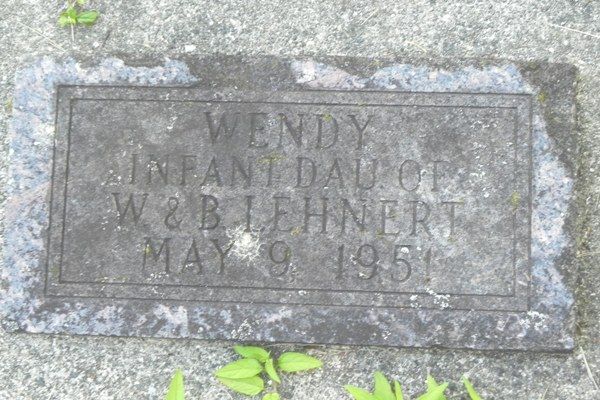 WENDY
INFANT DAU. OF
W. & B. LEHNERT
MAY 9 1951